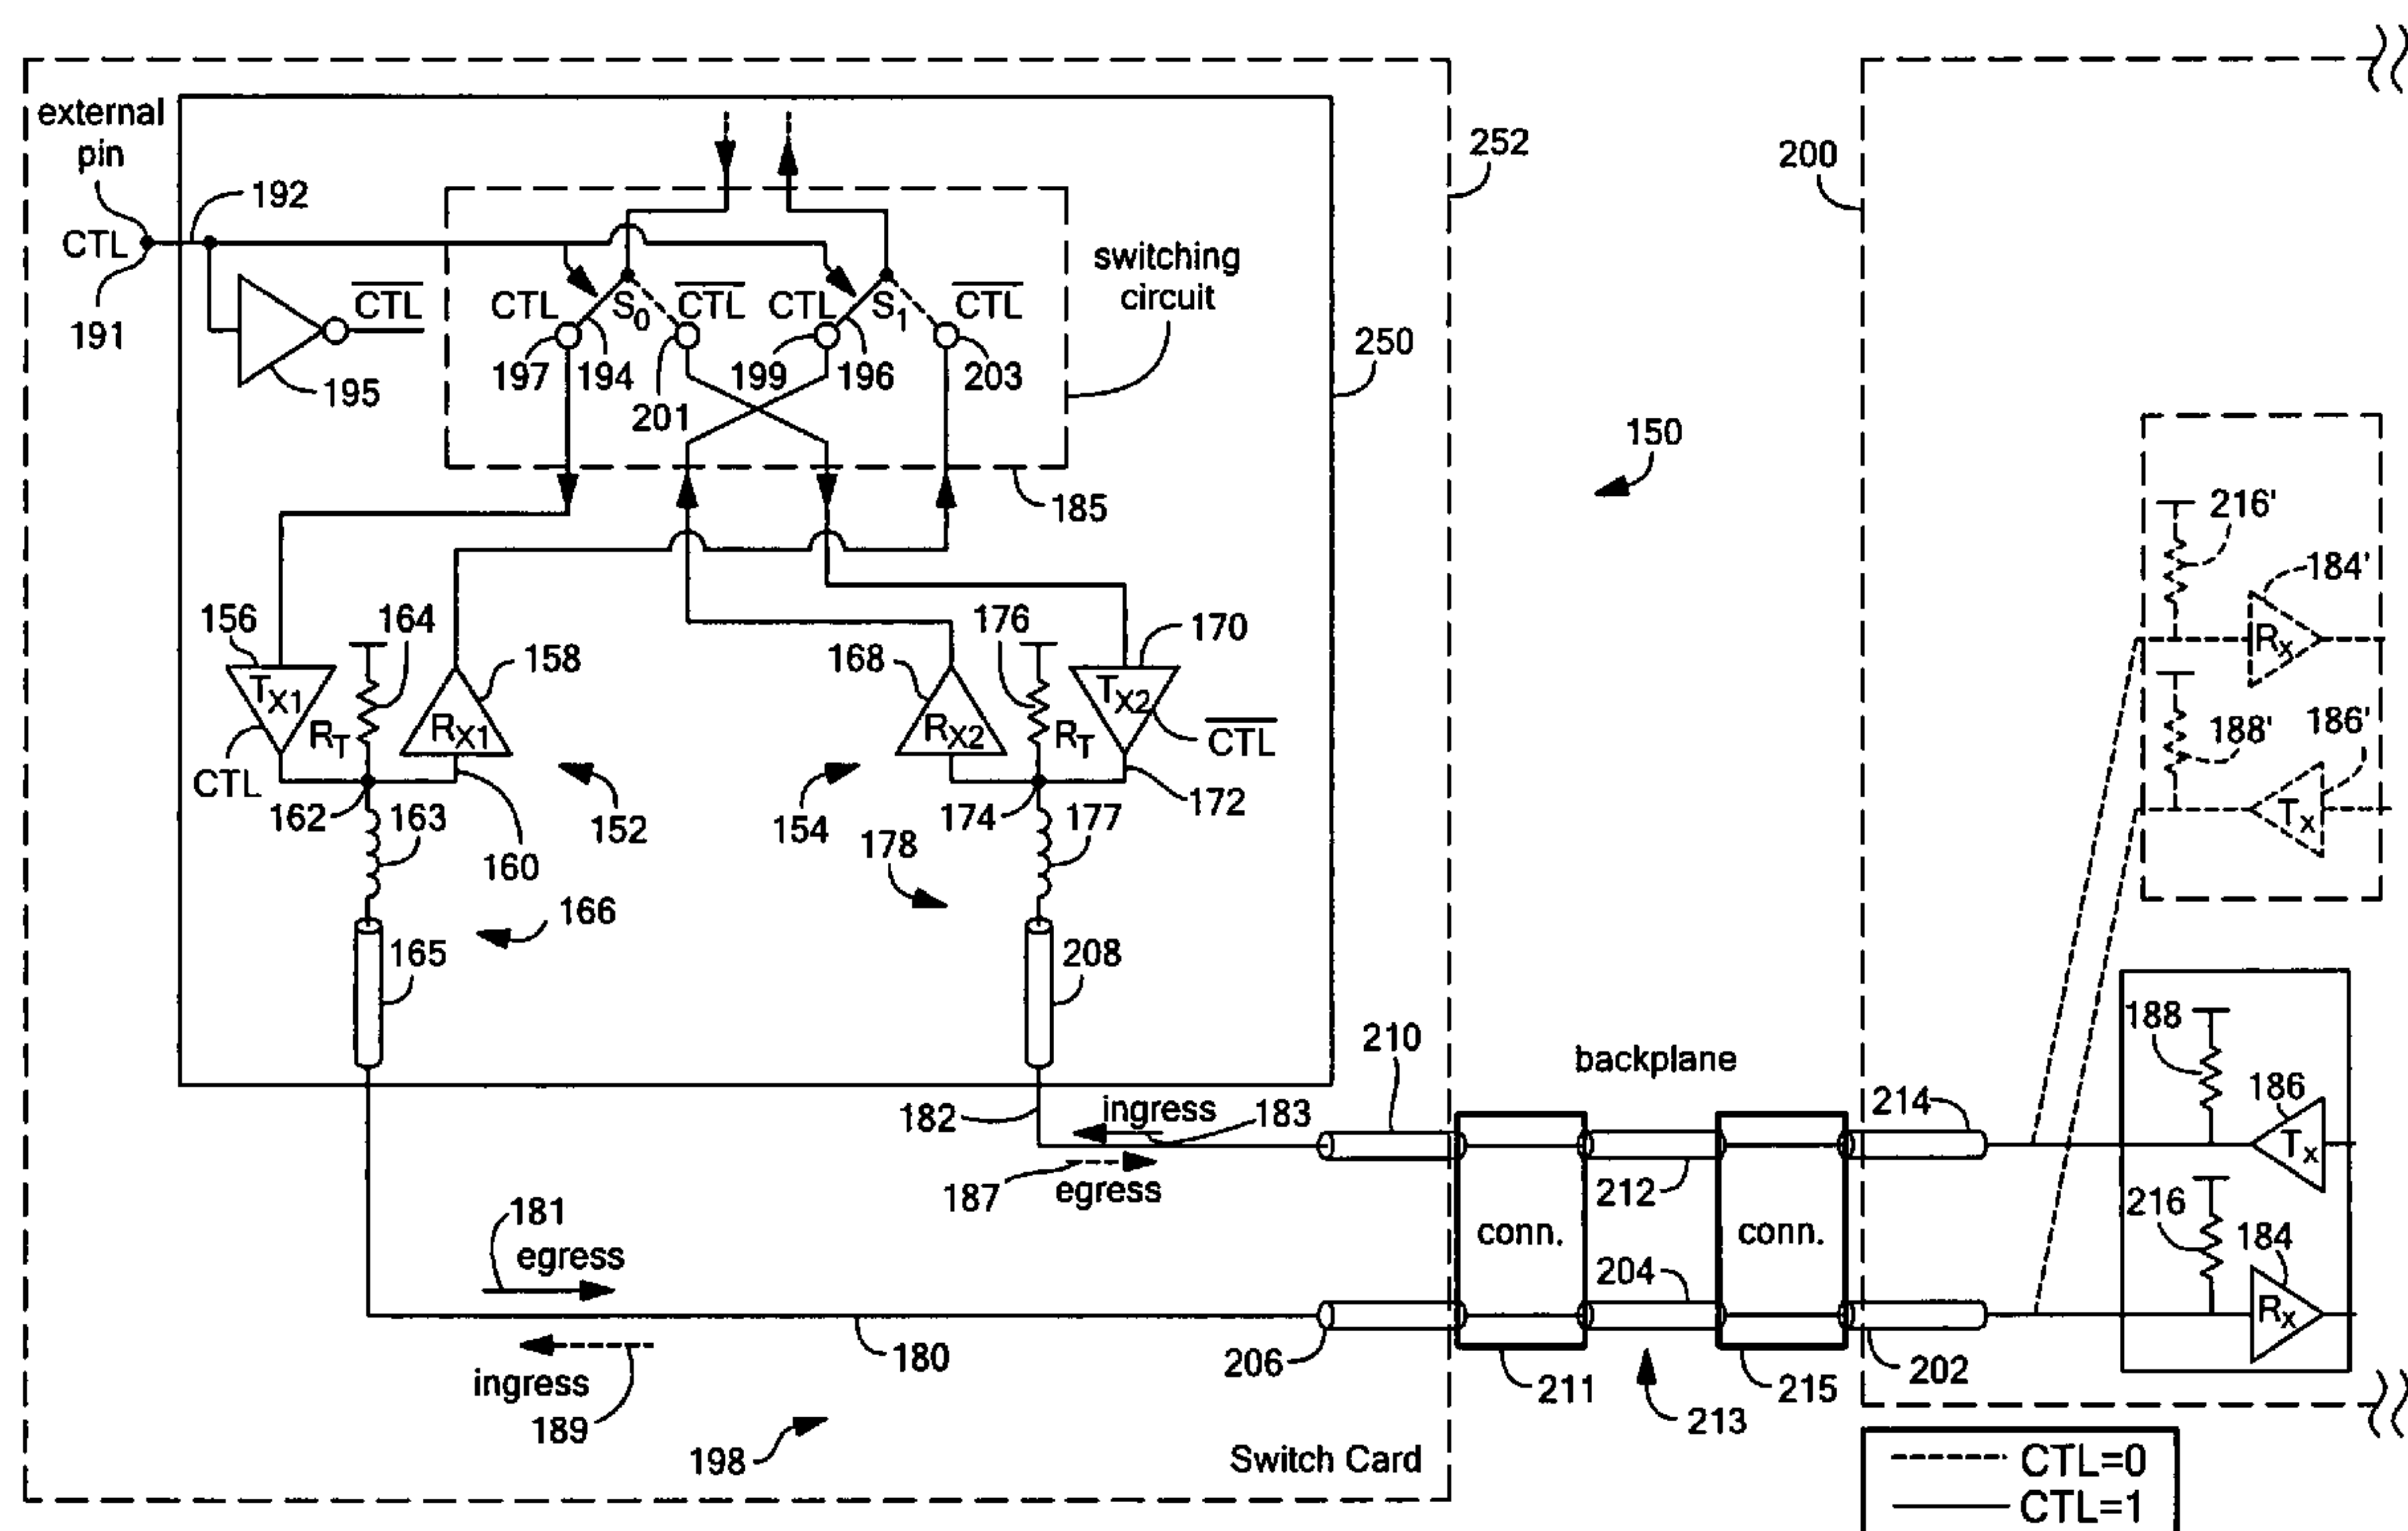 external
pin
CTL
191
192
CTL
195
CTL
S0
CTL
CTL
S1
CTL
197
194
201
199
196
203
switching
circuit
185
252
250
150
200
156
TX1
CTL
164
RT
158
RX1
162
163
160
152
166
165
168
RX2
176
RT
170
TX2
CTL
154
174
177
172
178
208
182
ingress
183
187
egress
181
egress
ingress
189
180
198
206
210
Switch Card
backplane
conn.
conn.
212
204
211
213
215
214
202
216'
184'
Rx
188'
186'
Tx
188
186
Tx
216
184
Rx
CTL=0
CTL=1